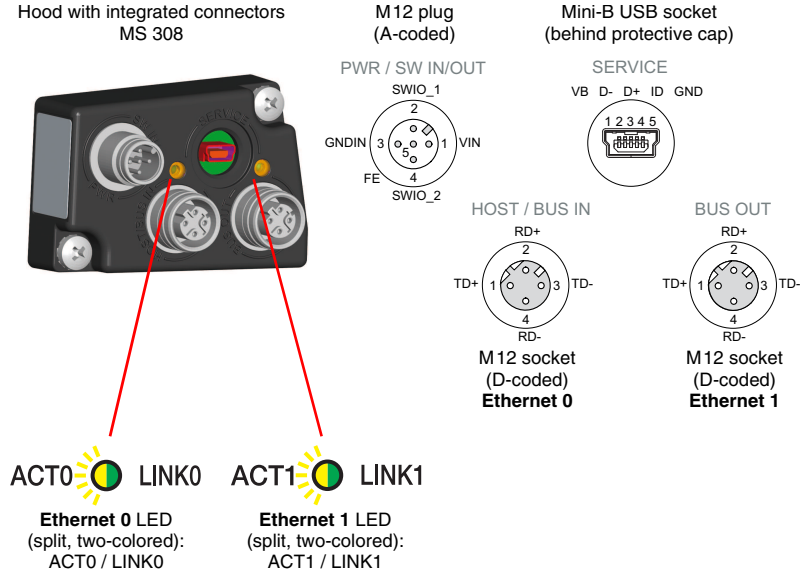 Hood with integrated connectors
MS 308
M12 plug
(A-coded)
Mini-B USB socket
(behind protective cap)
PWR / SW IN/OUT
SWIO_1
2
GNDIN 3 1 VIN
5
FE 4
SWIO_2
SERVICE
VB D- D+ ID GND
1 2 3 4 5
SERVICE
HOST / BUS IN
RD+
2
TD+ 1 3 TD-
4
RD-
M12 socket
(D-coded)
Ethernet 0
BUS OUT
RD+
2
TD+ 1 3 TD-
4
RD-
M12 socket
(D-coded)
Ethernet 1
ACT0 LINK0
Ethernet 0 LED
(split, two-colored):
ACT0 / LINK0
ACT1 LINK1
Ethernet 1 LED
(split, two-colored):
ACT1 / LINK1